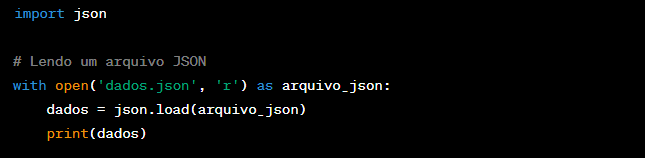 import json
# Lendo um arquivo JSON
with open('dados.json', 'r') as arquivo_json:
    dados = json.load(arquivo_json)
    print(dados)